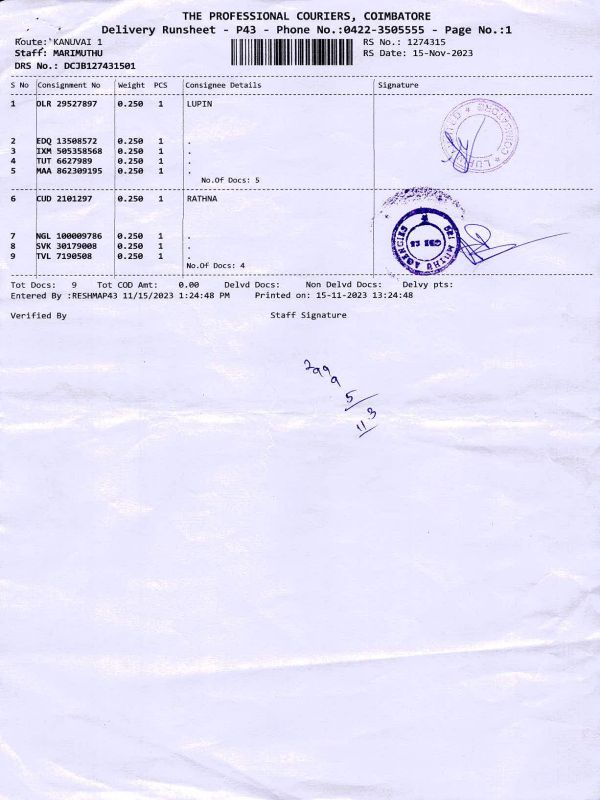 THE PROFESSIONAL COURIERS, COIMBATORE
Delivery Runsheet - P43 - Phone No.:0422-3505555 - Page No.:1
Route: KANUVAI 1 RS No.: 1274315
Staff: MARIMUTHU RS Date: 15-Nov-2023
DRS No.: DCJB127431501
S No Consignment No Weight PCS Consignee Details Signature
1 OLR 29527897 0.250 1 LUPIN
2 EDQ 13508572 0.250 1 .
3 IXM 505358568 0.250 1 .
4 TUT 6627989 0.250 1 .
5 MAA 862309195 0.250 1 .
No.Of Docs: 5
6 CUD 2101297 0.250 1 RATHNA
7 NGL 100009786 0.250 1 .
8 SVK 30179008 0.250 1 .
9 TVL 7190508 0.250 1 .
No.Of Docs: 4
SRI MUTHU AGENCIES
Tot Docs: 9 Tot COD Amt: 0.00 Delvd Docs: Non Delvd Docs: Delvy pts:
Entered By :RESHMAP43 11/15/2023 1:24:48 PM Printed on: 15-11-2023 13:24:48
Verified By Staff Signature
299
9
5
3
11